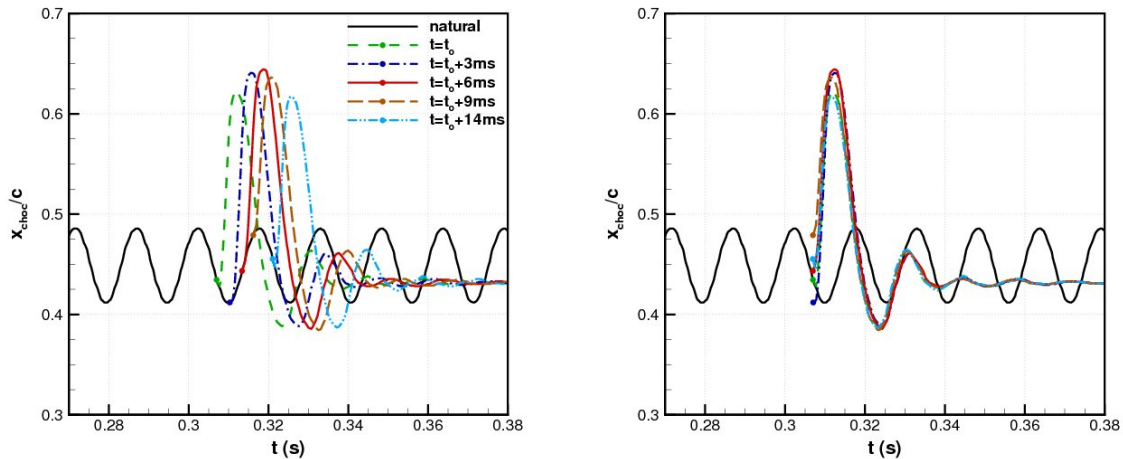 0.7
0.6
0.5
0.4
0.3
x_choc/c
0.28 0.3 0.32 0.34 0.36 0.38
t (s)
natural
t=t_o
t=t_o+3ms
t=t_o+6ms
t=t_o+9ms
t=t_o+14ms
0.7
0.6
0.5
0.4
0.3
x_choc/c
0.28 0.3 0.32 0.34 0.36 0.38
t (s)